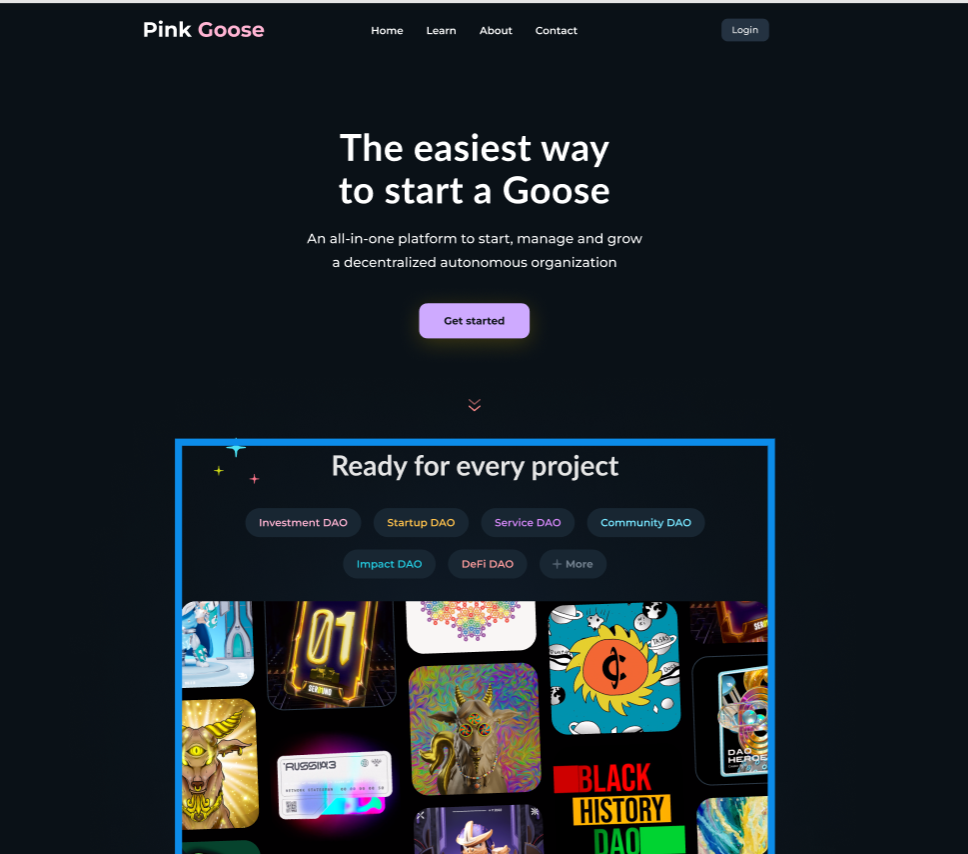 Pink Goose
Home Learn About Contact
Login
The easiest way
to start a Goose
An all-in-one platform to start, manage and grow
a decentralized autonomous organization
Get started
Ready for every project
Investment DAO Startup DAO Service DAO Community DAO
Impact DAO DeFi DAO + More
01
BLACK
HISTORY
DAO
DAO
HEROES